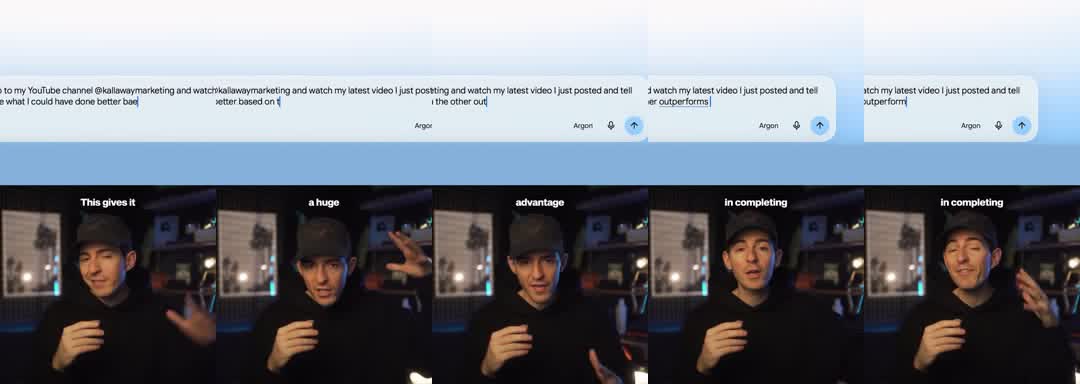 to my YouTube channel @kallawaymarketing and watch
what I could have done better bae
kallawaymarketing and watch my latest video I just post
etter based on t
Argon
ting and watch my latest video I just posted and tell
the other out
Argon
d watch my latest video I just posted and tell
er outperforms
Argon
atch my latest video I just posted and tell
outperform
Argon
This gives it
a huge
advantage
in completing
in completing